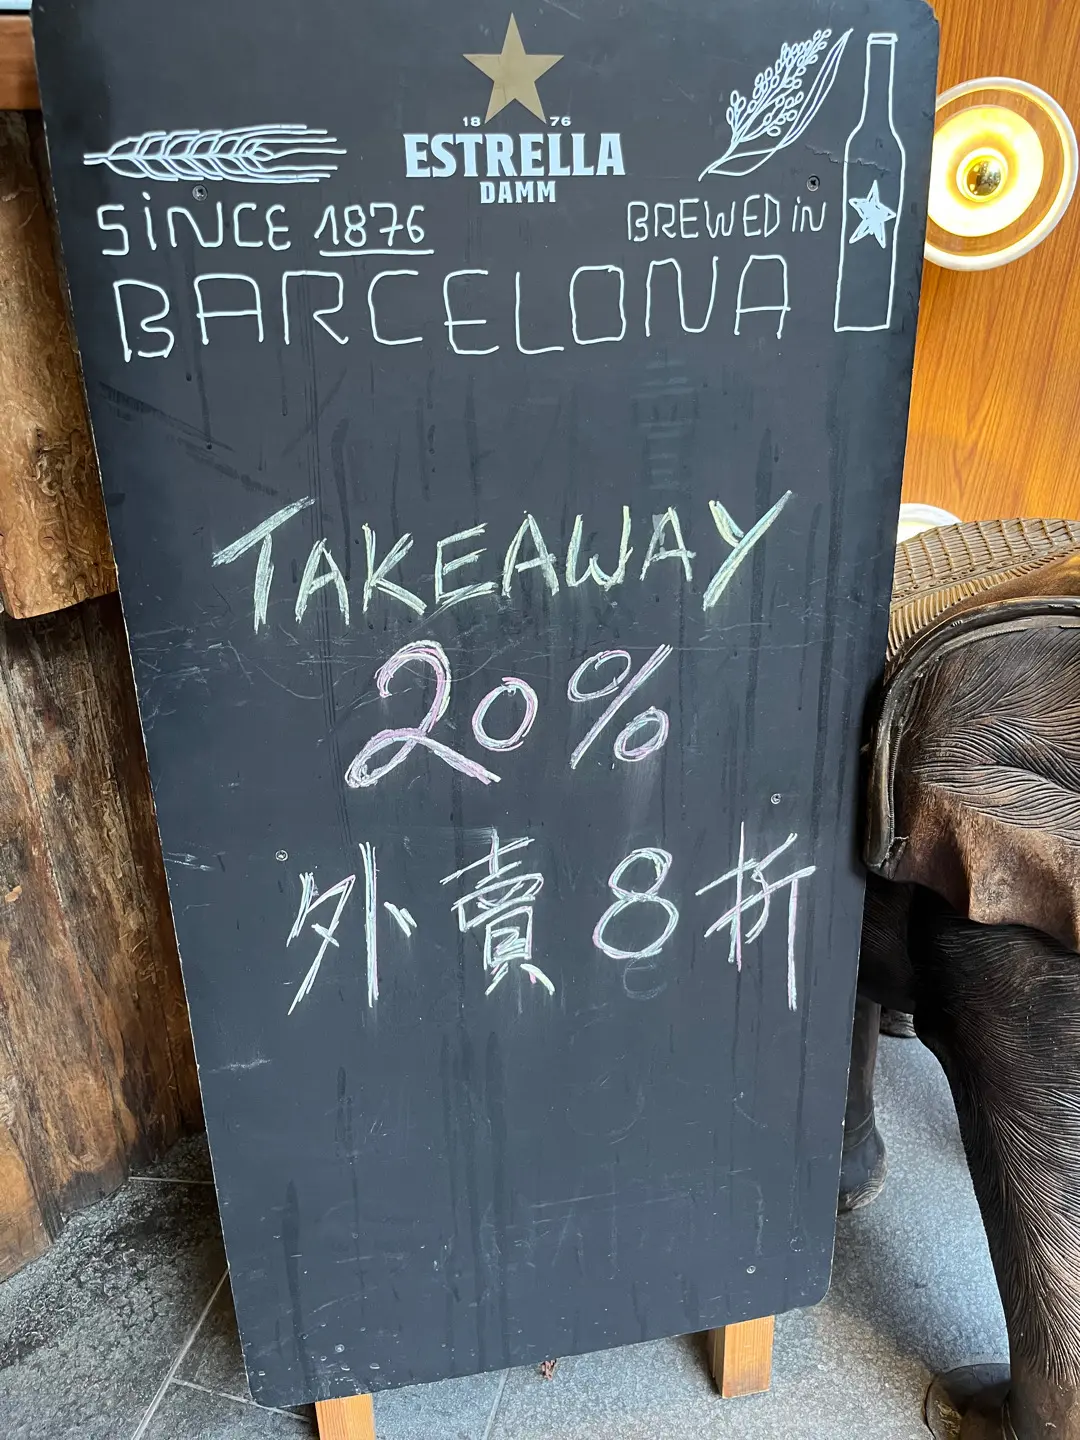 18 76
ESTRELLA
DAMM
SINCE 1876
BREWED IN
BARCELONA
TAKEAWAY
20%
外賣 8折